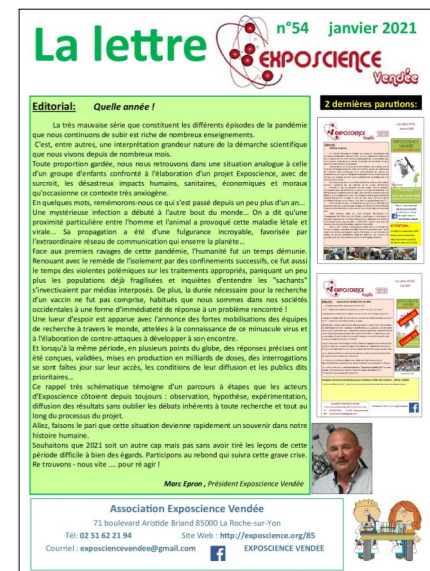 La lettre
n°54 janvier 2021
EXPOSCIENCE
Vendée
Editorial: Quelle année !
2 dernières parutions:
La très mauvaise série que constituent les différents épisodes de la pandémie
que nous continuons de subir est riche de nombreux enseignements.
C'est, entre autres, une interprétation grandeur nature de la démarche scientifique
que nous vivons depuis de nombreux mois.
Toute proportion gardée, nous nous retrouvons dans une situation analogue à celle
d'un groupe d'enfants confronté à l'élaboration d'un projet Exposcience, avec de
surcroit, les désastreux impacts humains, sanitaires, économiques et moraux
qu'occasionne ce contexte très anxiogène.
En quelques mots, remémorons-nous ce qui s'est passé depuis un peu plus d'un an...
Une mystérieuse infection a débuté à l'autre bout du monde... On a dit qu'une
proximité particulière entre l'homme et l'animal a provoqué cette maladie létale et
virale... Sa propagation a été d'une fulgurance incroyable, favorisée par
l'extraordinaire réseau de communication qui enserre la planète...
Face aux premiers ravages de cette pandémie, l'humanité fut un temps démunie.
Renouant avec le remède de l'isolement par des confinements successifs, ce fut aussi
le temps des violentes polémiques sur les traitements appropriés, paniquant un peu
plus les populations déjà fragilisées et inquiètes d'entendre les "sachants"
s'invectivaient par médias interposés. De plus, la durée nécessaire pour la recherche
d'un vaccin ne fut pas comprise, habitués que nous sommes dans nos sociétés
occidentales à une forme d'immédiateté de réponse à un problème rencontré !
Une lueur d'espoir est apparue avec l'annonce des fortes mobilisations des équipes
de recherche à travers le monde, attelées à la connaissance de ce minuscule virus et
à l'élaboration de contre-attaques à développer à son encontre.
Et lorsqu'à la même période, en plusieurs points du globe, des réponses précises ont
été conçues, validées, mises en production en milliards de doses, des interrogations
se sont faites jour sur leur accès, les conditions de leur diffusion et les publics dits
prioritaires...
Ce rappel très schématique témoigne d'un parcours à étapes que les acteurs
d'Exposcience côtoient depuis toujours : observation, hypothèse, expérimentation,
diffusion des résultats sans oublier les débats inhérents à toute recherche et tout au
long du processus du projet.
Allez, faisons le pari que cette situation devienne rapidement un souvenir dans notre
histoire humaine.
Souhaitons que 2021 soit un autre cap mais pas sans avoir tiré les leçons de cette
période difficile à bien des égards. Participons au rebond qui suivra cette grave crise.
Re trouvons - nous vite .... pour ré agir !
Marc Epron , Président Exposcience Vendée
Association Exposcience Vendée
71 boulevard Aristide Briand 85000 La Roche-sur-Yon
Tél: 02 51 62 21 94 Site Web : http://exposcience.org/85
Courriel : exposciencevendee@gmail.com f EXPOSCIENCE VENDEE